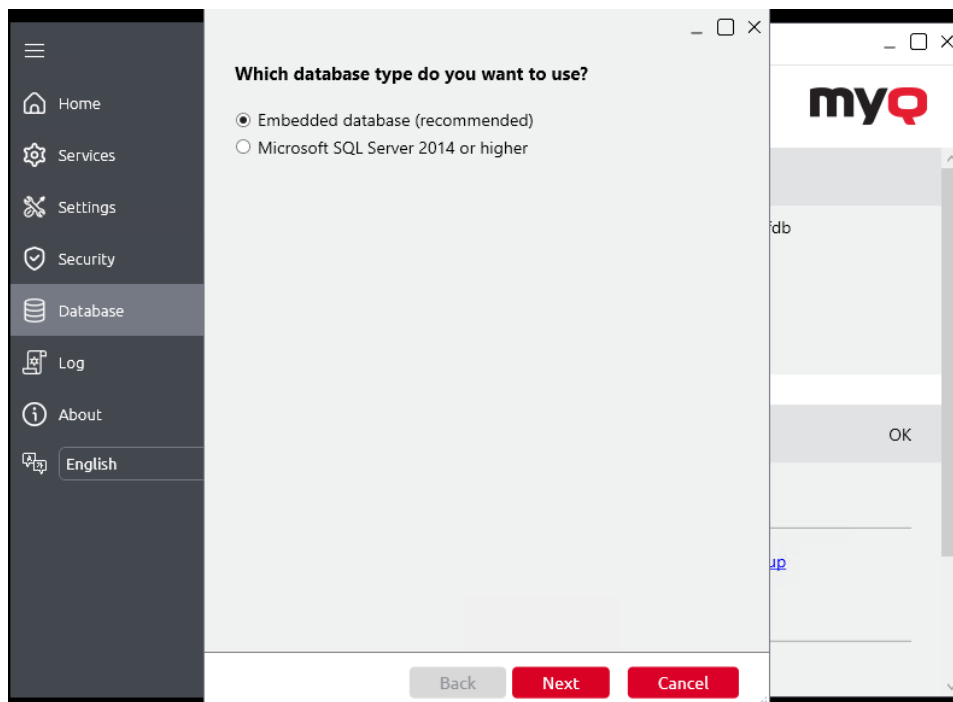 Home
Services
Settings
Security
Database
Log
About
English
Which database type do you want to use?
Embedded database (recommended)
Microsoft SQL Server 2014 or higher
Back
Next
Cancel
myQ
fdb
OK
up